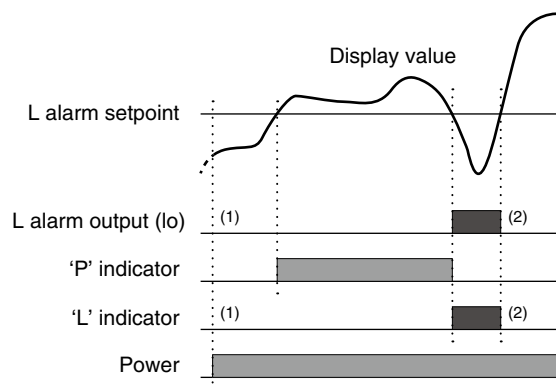 Display value
L alarm setpoint
L alarm output (lo) (1) (2)
‘P’ indicator
‘L’ indicator (1) (2)
Power